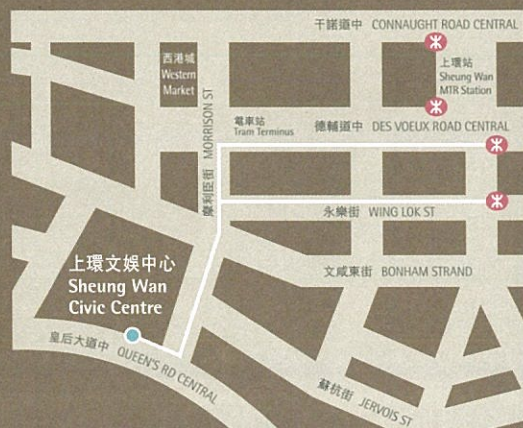 干諾道中 CONNAUGHT ROAD CENTRAL
西港城
Western
Market
上環站
Sheung Wan
MTR Station
電車站
Tram Terminus
德輔道中 DES VOEUX ROAD CENTRAL
摩利臣街 MORRISON ST
永樂街 WING LOK ST
上環文娛中心
Sheung Wan
Civic Centre
文咸東街 BONHAM STRAND
皇后大道中 QUEEN'S RD CENTRAL
蘇杭街 JERVOIS ST